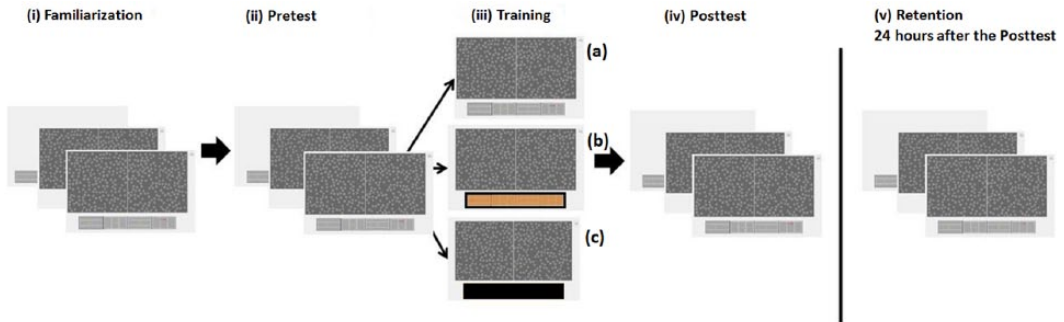 (i) Familiarization
(ii) Pretest
(iii) Training
(iv) Posttest
(v) Retention
24 hours after the Posttest
(a)
(b)
(c)